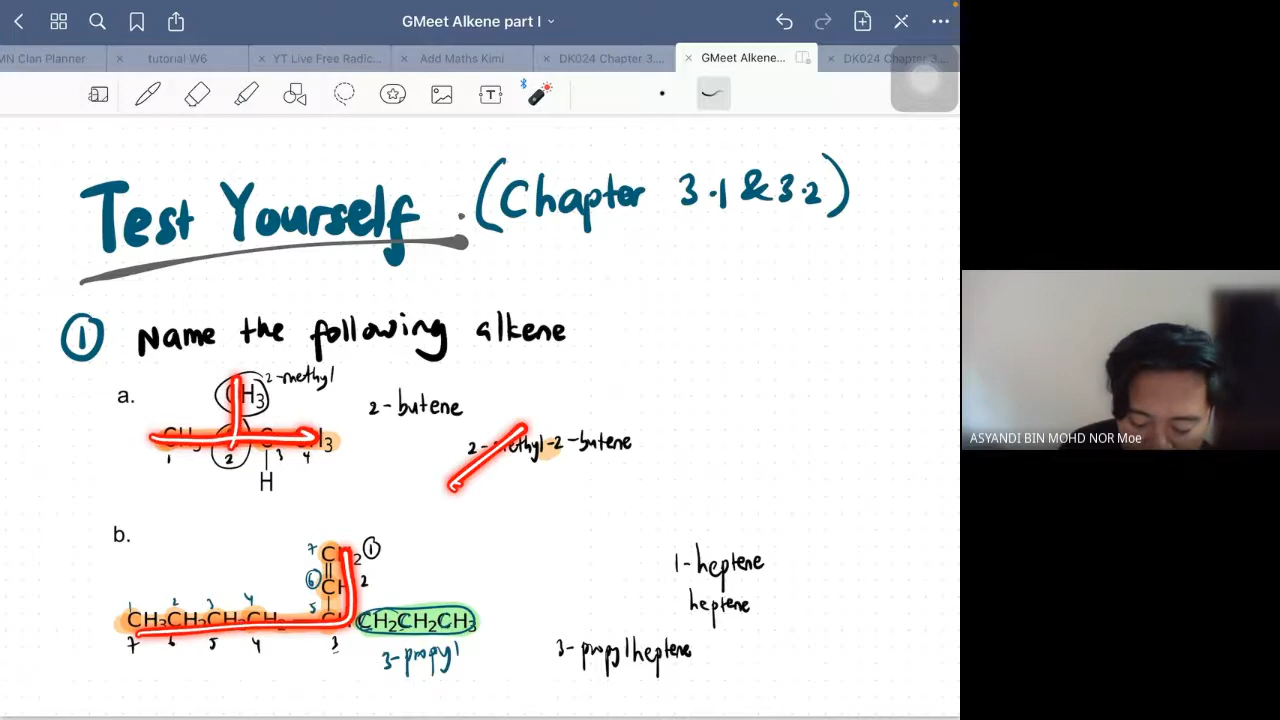 GMeet Alkene part I
MN Clan Planner
tutorial W6
YT Live Free Radic...
Add Maths Kimi
DK024 Chapter 3....
GMeet Alkene...
DK024 Chapter 3...
Test Yourself (Chapter 3.1 & 3.2)
1 Name the following alkene
a.
CH3
2-methyl
2-butene
1 2 3 4
H
2-methyl-2-butene
b.
7 CH2 1
6 CH 2
1 2 3 4 5
CH3CH2CH2CH2
CH2CH2CH3
7 6 5 4 3
3-propyl
1-heptene
heptene
3-propylheptene
ASYANDI BIN MOHD NOR Moe